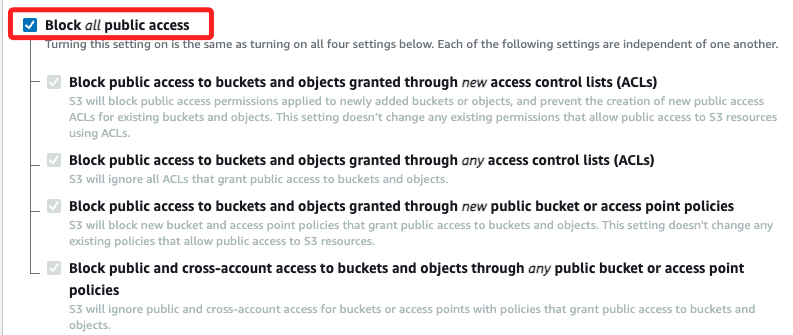 Block all public access
Turning this setting on is the same as turning on all four settings below. Each of the following settings are independent of one another.
Block public access to buckets and objects granted through new access control lists (ACLs)
S3 will block public access permissions applied to newly added buckets or objects, and prevent the creation of new public access
ACLs for existing buckets and objects. This setting doesn't change any existing permissions that allow public access to S3 resources
using ACLs.
Block public access to buckets and objects granted through any access control lists (ACLs)
S3 will ignore all ACLs that grant public access to buckets and objects.
Block public access to buckets and objects granted through new public bucket or access point policies
S3 will block new bucket and access point policies that grant public access to buckets and objects. This setting doesn't change any
existing policies that allow public access to S3 resources.
Block public and cross-account access to buckets and objects through any public bucket or access point
policies
S3 will ignore public and cross-account access for buckets or access points with policies that grant public access to buckets and
objects.